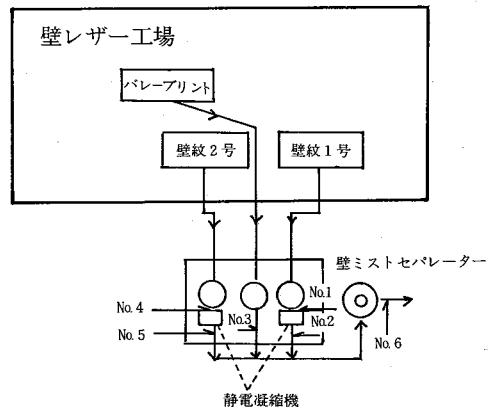 壁レザー工場
バレープリント
壁紋2号
壁紋1号
壁ミストセパレーター
No.1
No.4
No.3
No.2
No.5
No.6
静電凝縮機